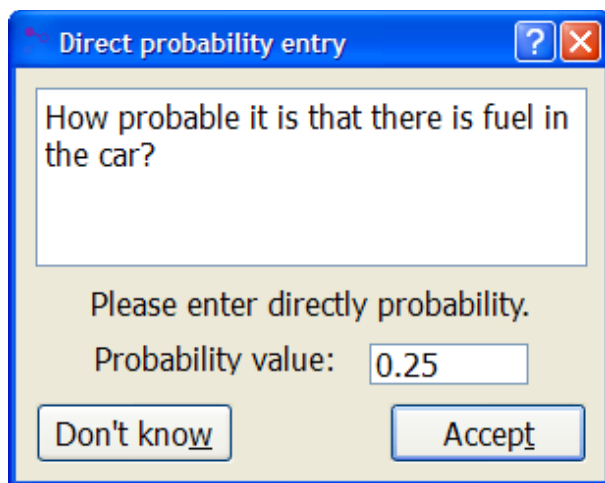 Direct probability entry ?
How probable it is that there is fuel in
the car?
Please enter directly probability.
Probability value: 0.25
Don't know Accept